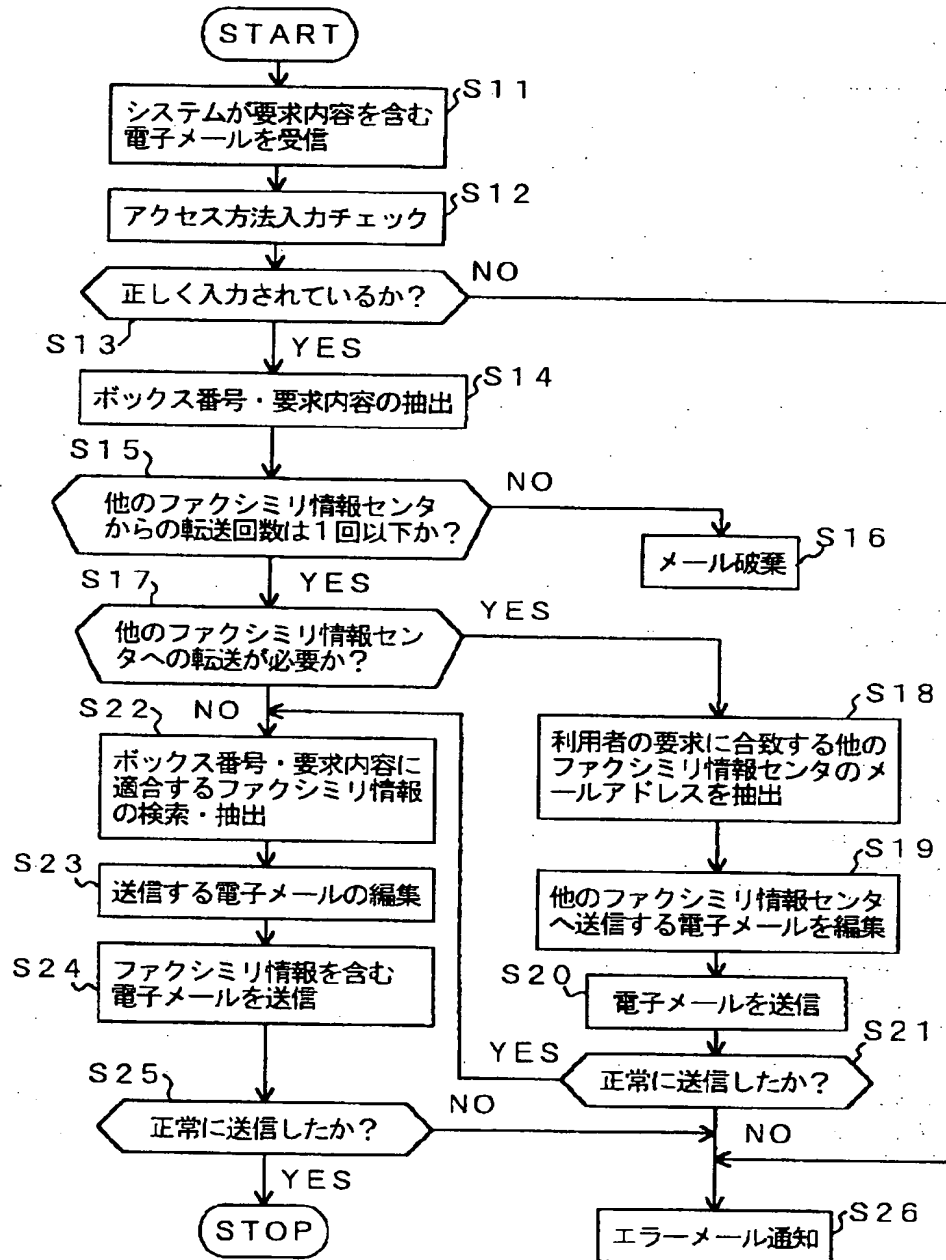 START
S11
システムが要求内容を含む
電子メールを受信
S12
アクセス方法入力チェック
NO
正しく入力されているか?
S13
YES
S14
ボックス番号・要求内容の抽出
S15
NO
他のファクシミリ情報センタ
からの転送回数は1回以下か?
S16
メール破棄
YES
S17
YES
他のファクシミリ情報セン
タへの転送が必要か?
NO
S18
利用者の要求に合致する他の
ファクシミリ情報センタのメ
ールアドレスを抽出
S22
ボックス番号・要求内容に
適合するファクシミリ情報
の検索・抽出
S19
他のファクシミリ情報センタ
へ送信する電子メールを編集
S23
送信する電子メールの編集
S20
電子メールを送信
S24
ファクシミリ情報を含む
電子メールを送信
S21
YES
正常に送信したか?
NO
S25
正常に送信したか?
NO
YES
STOP
S26
エラーメール通知